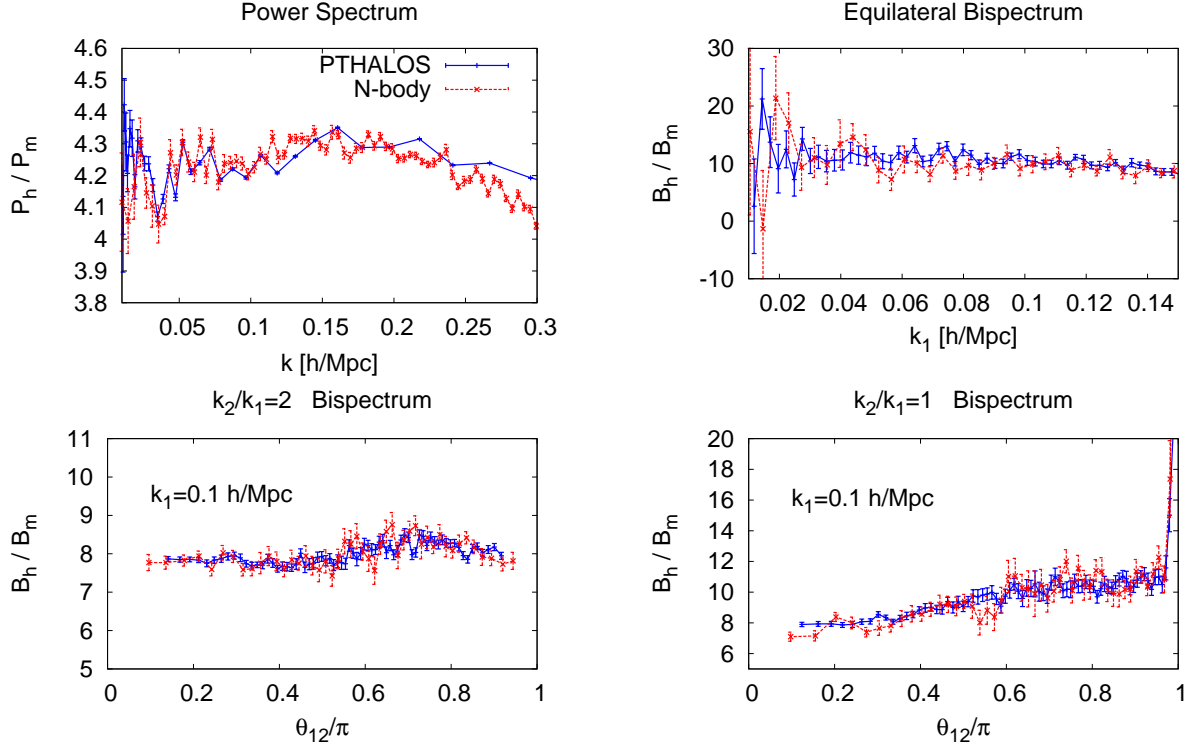 Power Spectrum
P_h / P_m
4.6
4.5
4.4
4.3
4.2
4.1
4
3.9
3.8
PTHALOS
N-body
0.05 0.1 0.15 0.2 0.25 0.3
k [h/Mpc]
Equilateral Bispectrum
B_h / B_m
30
20
10
0
-10
0.02 0.04 0.06 0.08 0.1 0.12 0.14
k_1 [h/Mpc]
k_2/k_1=2 Bispectrum
B_h / B_m
11
10
9
8
7
6
5
k_1=0.1 h/Mpc
0 0.2 0.4 0.6 0.8 1
θ_12/π
k_2/k_1=1 Bispectrum
B_h / B_m
20
18
16
14
12
10
8
6
k_1=0.1 h/Mpc
0 0.2 0.4 0.6 0.8 1
θ_12/π